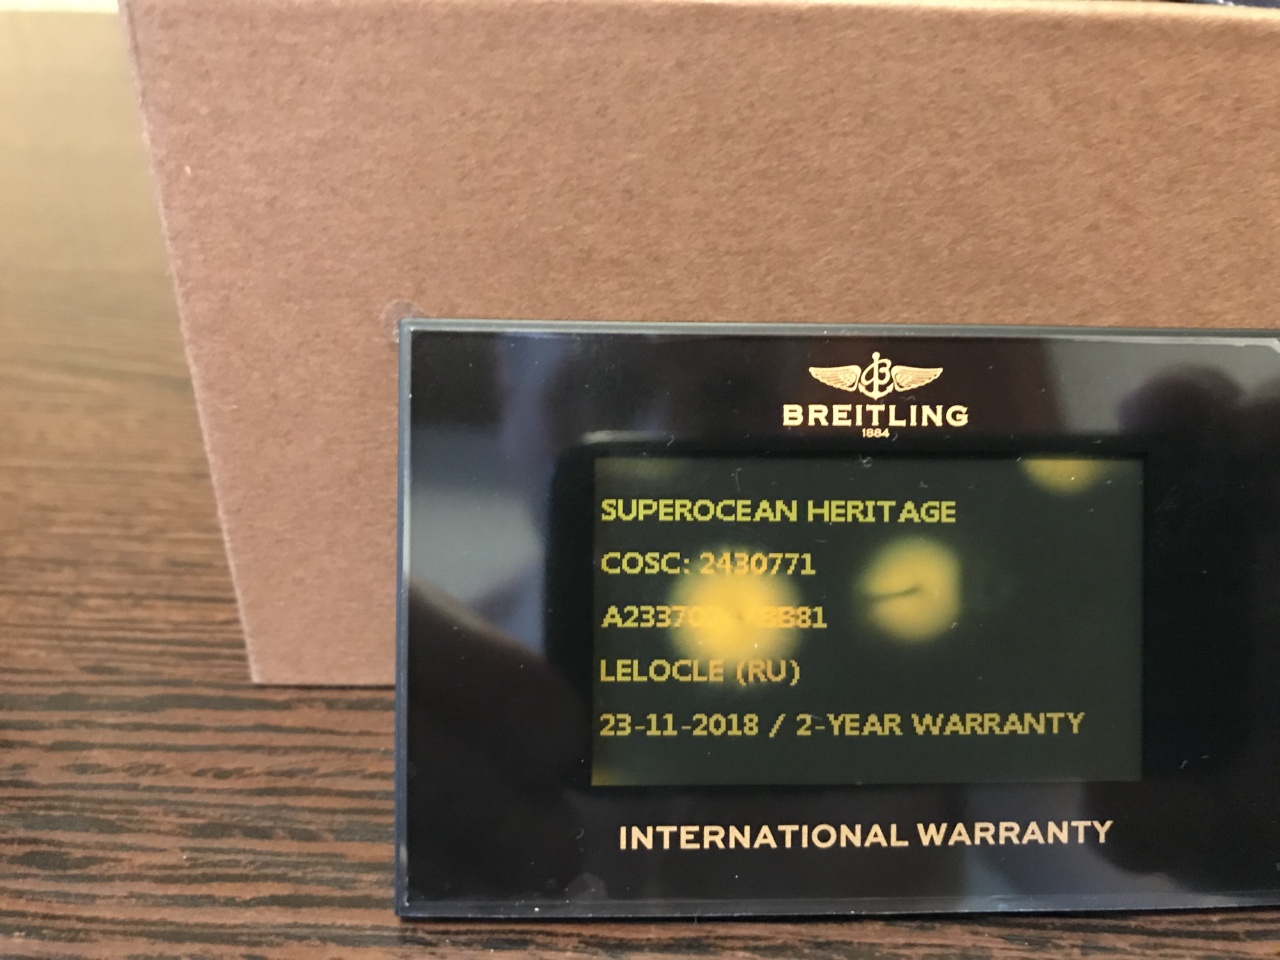 BREITLING
1884
SUPEROCEAN HERITAGE
COSC: 2430771
LELOCLE (RU)
23-11-2018 / 2-YEAR WARRANTY
INTERNATIONAL WARRANTY